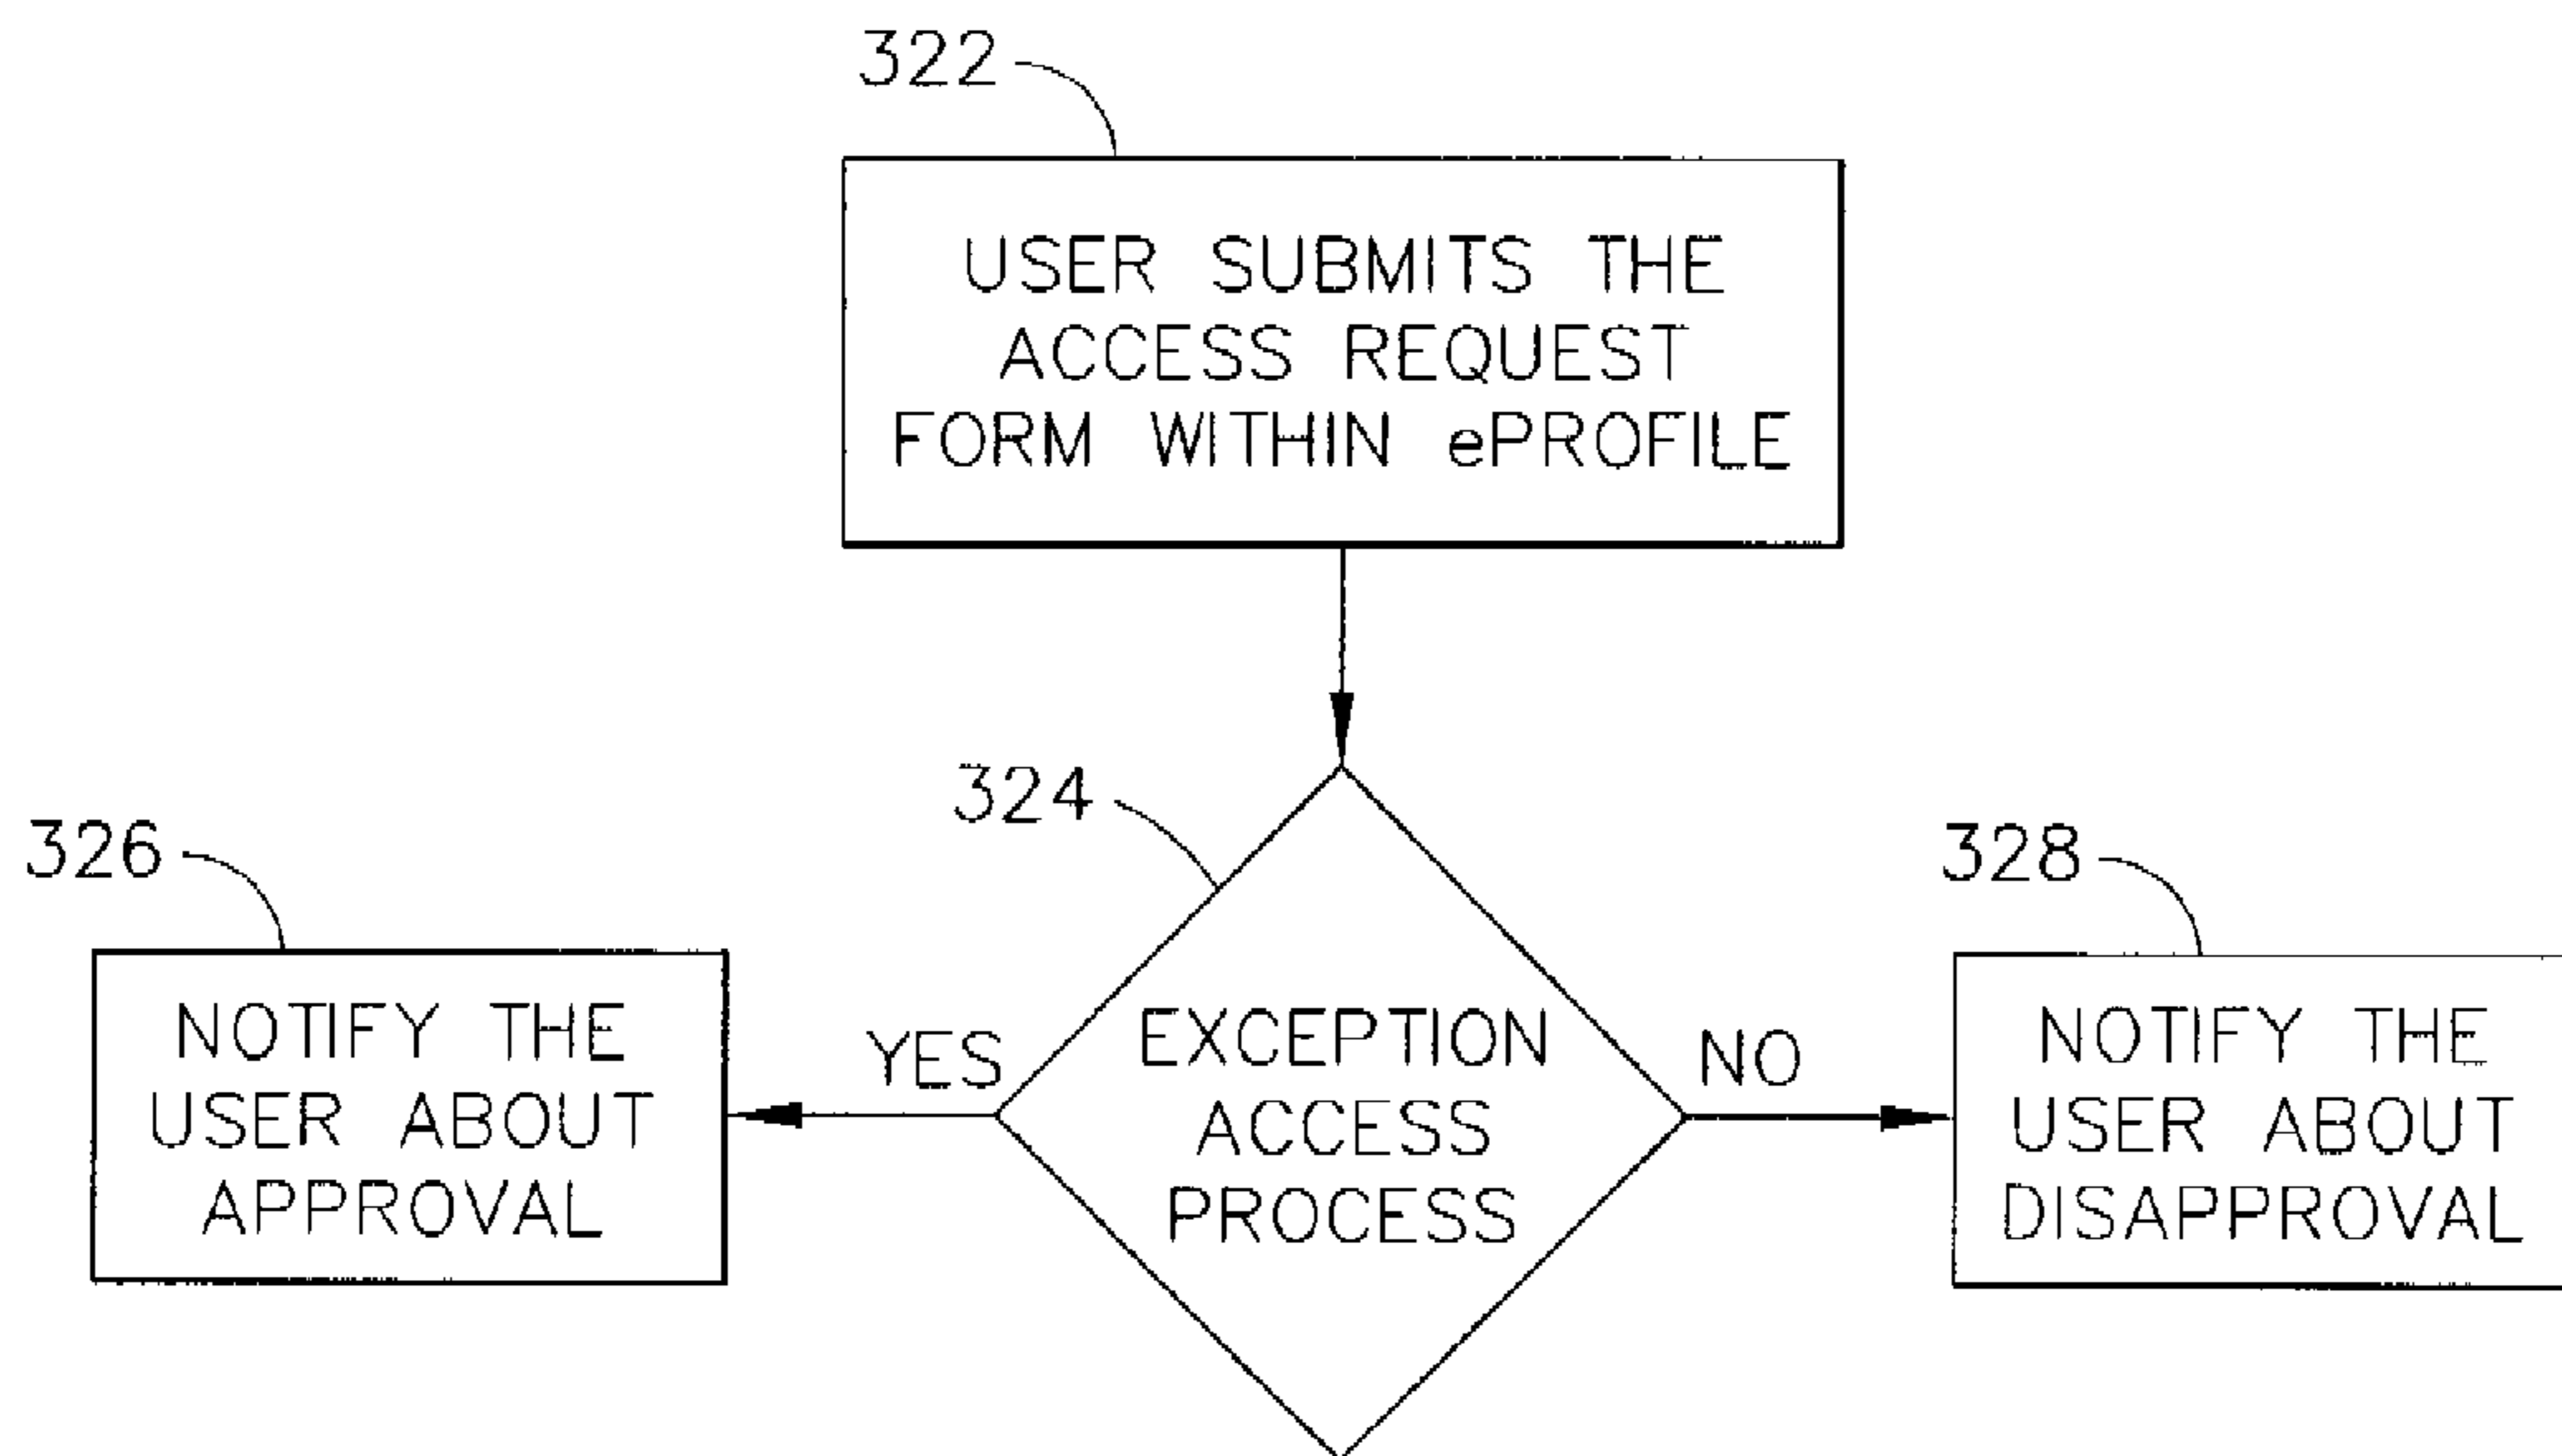 322
USER SUBMITS THE
ACCESS REQUEST
FORM WITHIN ePROFILE
324
326
328
NOTIFY THE
USER ABOUT
APPROVAL
YES
EXCEPTION
ACCESS
PROCESS
NO
NOTIFY THE
USER ABOUT
DISAPPROVAL